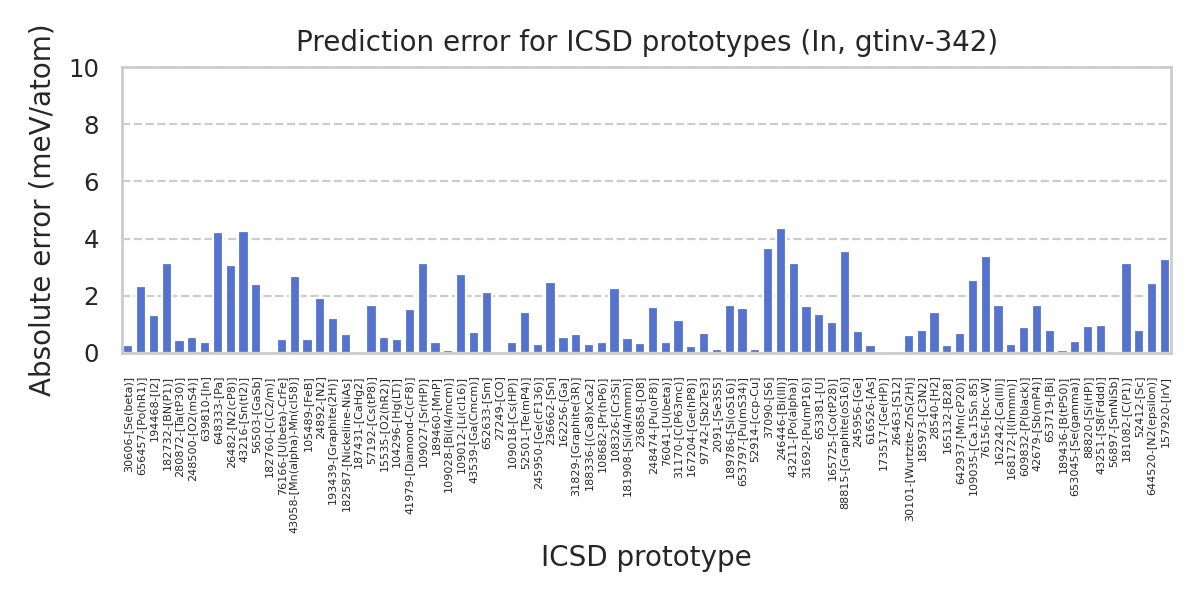 Prediction error for ICSD prototypes (In, gtinv-342)
Absolute error (meV/atom)
10
8
6
4
2
0
306006-[Se(beta)]
656457-[Po(hR1)]
194468-[I2]
182732-[BN(P1)]
280872-[Ta(tP30)]
248500-[O2(mS4)]
639810-[In]
648333-[Pa]
26482-[N2(cP8)]
43216-[Sn(tI2)]
56503-[GaSb]
182760-[C(C2/m)]
76166-[U(beta)-CrFe]
43058-[Mn(alpha)-Mn(cI58)]
105489-[FeB]
24892-[N2]
193439-[Graphite(2H)]
182587-[Nickeline-NiAs]
187431-[CaHg2]
57192-[Cs(tP8)]
15535-[O2(hR2)]
104296-[Hg(LT)]
41979-[Diamond-C(cF8)]
109027-[Sr(HP)]
189460-[MnP]
109028-[Bi(I4/mcm)]
109012-[Li(cI16)]
43539-[Ga(Cmcm)]
652633-[Sm]
27249-[CO]
109018-[Cs(HP)]
52501-[Te(mP4)]
245950-[Ge(cF136)]
236662-[Sn]
162256-[Ga]
31829-[Graphite(3R)]
188336-[(Ca8)xCa2]
108682-[Pr(hP6)]
108326-[Cr3Si]
181908-[Si(I4/mmm)]
236858-[O8]
248474-[Pu(oF8)]
76041-[U(beta)]
31170-[C(P63mc)]
167204-[Ge(hP8)]
97742-[Sb2Te3]
2091-[Se3S5]
189786-[Si(oS16)]
653797-[Pu(mS34)]
52914-[ccp-Cu]
37090-[S6]
246446-[Bi(III)]
43211-[Po(alpha)]
31692-[Pu(mP16)]
653381-[U]
165725-[Co(tP28)]
88815-[Graphite(oS16)]
245956-[Ge]
616526-[As]
173517-[Ge(HP)]
26463-[S12]
30101-[Wurtzite-ZnS(2H)]
185973-[C3N2]
28540-[H2]
165132-[B28]
642937-[Mn(cP20)]
109035-[Ca.15Sn.85]
76156-[bcc-W]
162242-[Ca(III)]
168172-[I(Immm)]
609832-[P(black)]
426739-[Sb(mP4)]
653719-[Bi]
189436-[B(tP50)]
653045-[Se(gamma)]
88820-[Si(HP)]
43251-[S8(Fddd)]
56897-[SmNiSb]
181082-[C(P1)]
52412-[Sc]
644520-[N2(epsilon)]
157920-[IrV]
ICSD prototype